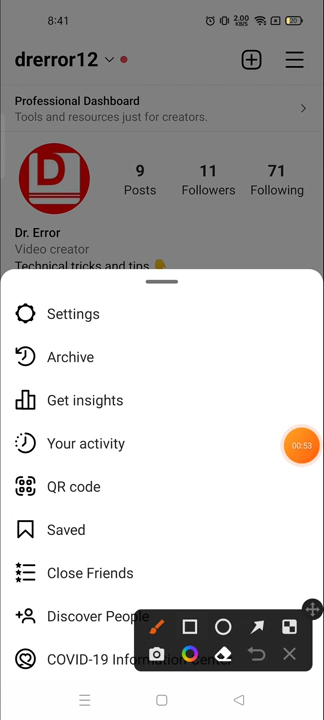 8:41
2.00
KB/S
20
drerror12
Professional Dashboard
Tools and resources just for creators.
D
9
11
71
Posts
Followers
Following
Dr. Error
Video creator
Technical tricks and tips 👇
Settings
Archive
Get insights
Your activity
00:53
QR code
Saved
Close Friends
Discover People
COVID-19 Information Center